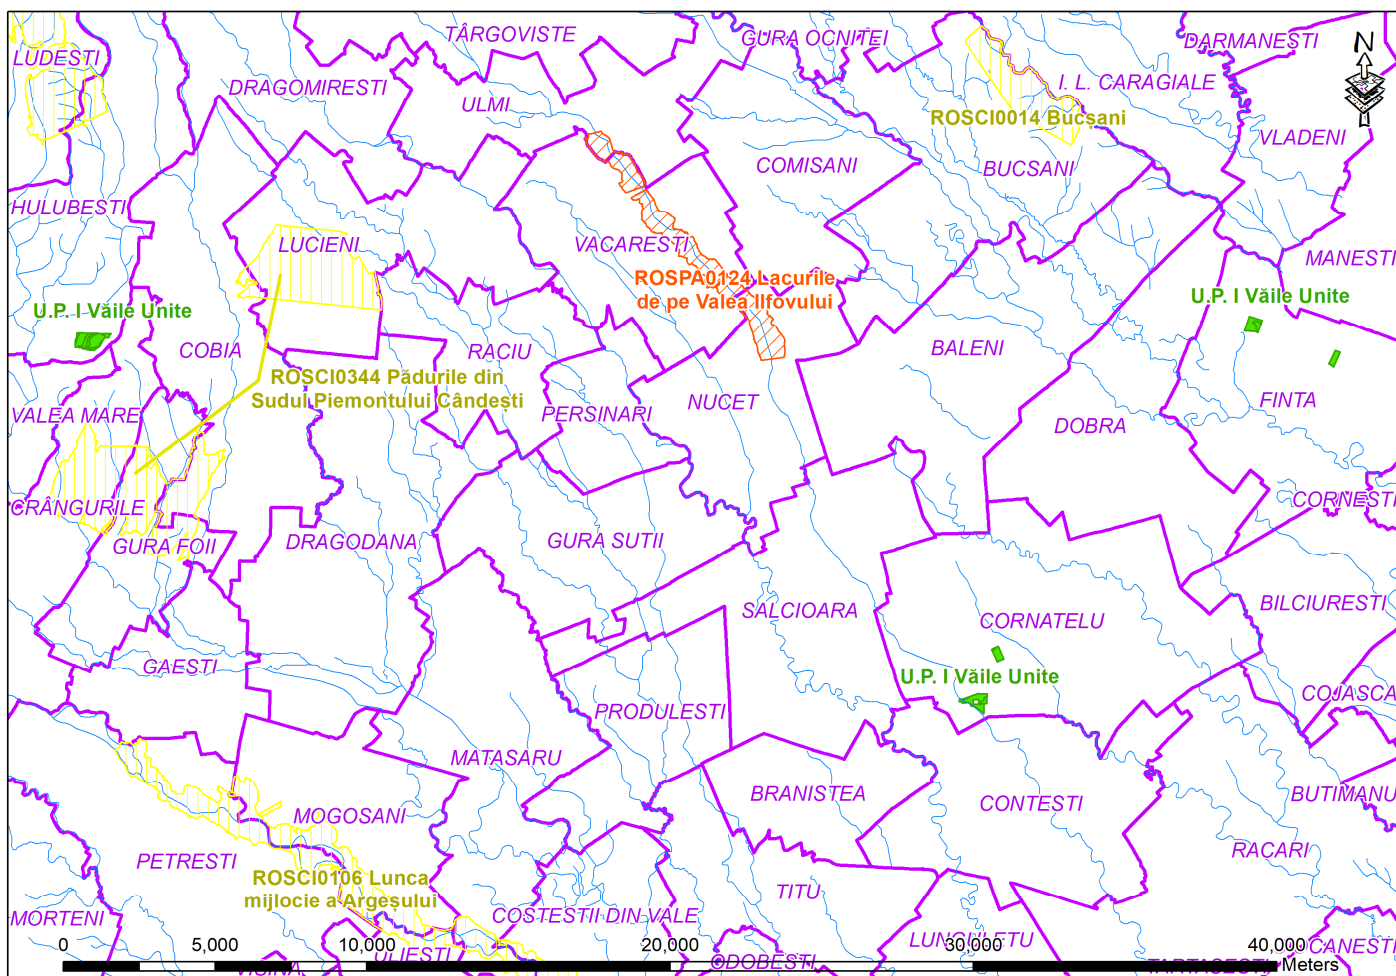 TÂRGOVISTE
GURA OCNITEI
DARMANESTI
N
LUDESTI
DRAGOMIRESTI
ULMI
I. L. CARAGIALE
ROSCI0014 Bucșani
VLADENI
COMISANI
BUCSANI
HULUBESTI
LUCIENI
VACARESTI
MANESTI
ROSPA0124 Lacurile
de pe Valea Ilfovului
U.P. I Văile Unite
U.P. I Văile Unite
COBIA
RACIU
BALENI
ROSCI0344 Pădurile din
Sudul Piemontului Cândești
VALEA MARE
PERSINARI
NUCET
FINTA
DOBRA
CRÂNGURILE
CORNESTI
GURA FOII
DRAGODANA
GURA SUTII
SALCIOARA
CORNATELU
BILCIURESTI
GAESTI
U.P. I Văile Unite
COJASCA
PRODULESTI
MATASARU
BRANISTEA
CONTESTI
BUTIMANU
MOGOSANI
PETRESTI
RACARI
ROSCI0106 Lunca
mijlocie a Argeșului
TITU
MORTENI
COSTESTII DIN VALE
LUNGULETU
ULIESTI
CANESTI
0 5,000 10,000 20,000 30,000 40,000
Meters
VISINA
ODOBESTI
TARTASESTI